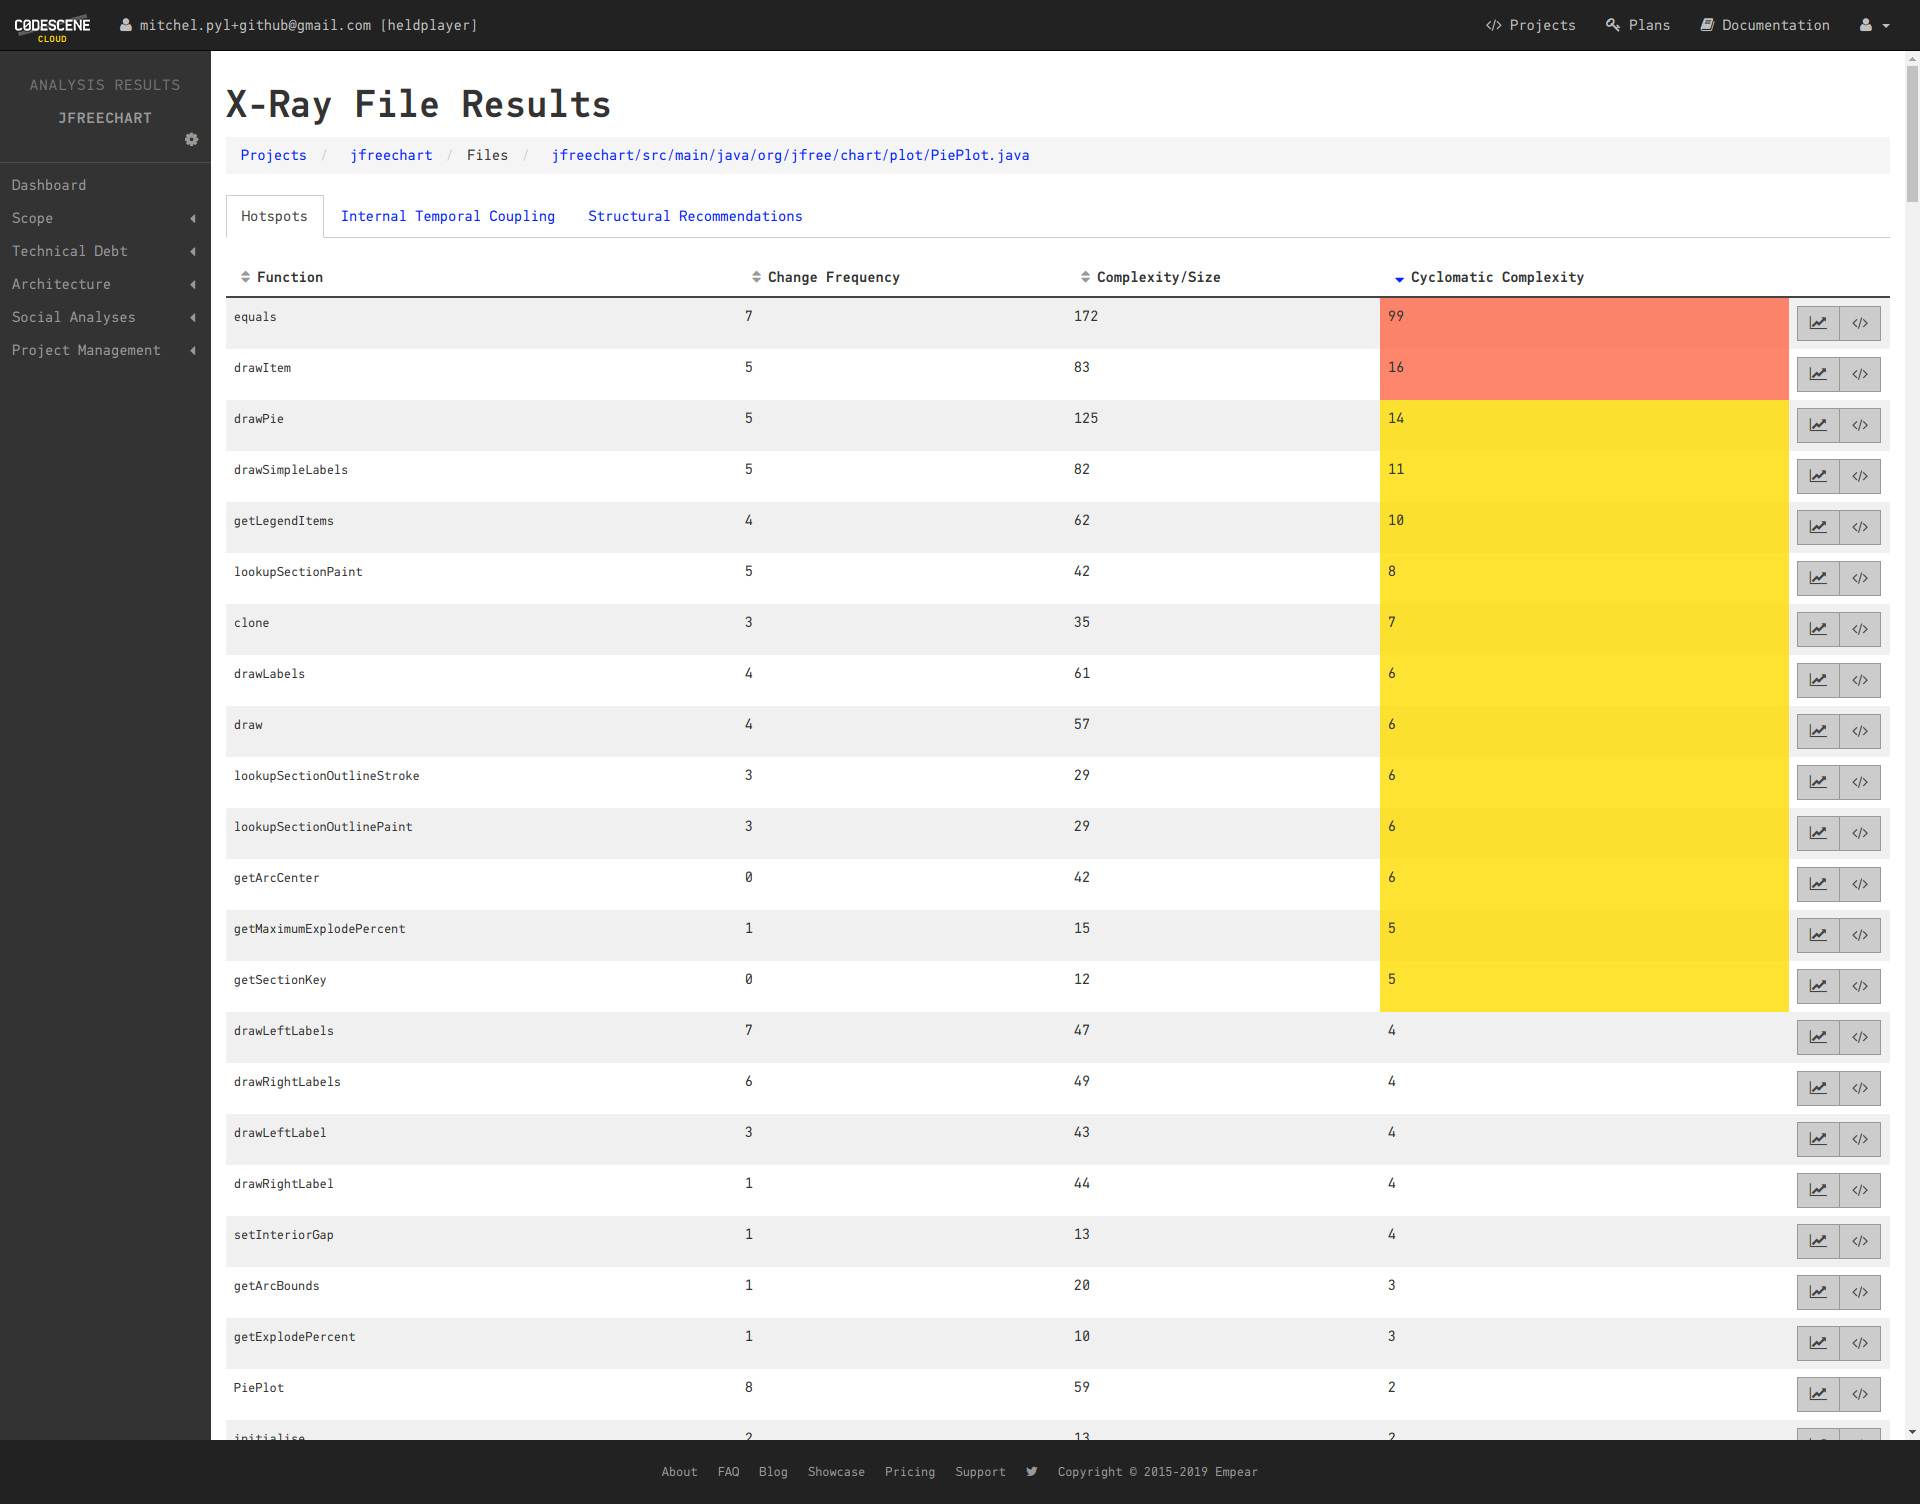 CODESCENE
CLOUD
mitchel.pyl+github@gmail.com [heldplayer]
</> Projects
Plans
Documentation
ANALYSIS RESULTS
JFREECHART
Dashboard
Scope
Technical Debt
Architecture
Social Analyses
Project Management
X-Ray File Results
Projects / jfreechart / Files / jfreechart/src/main/java/org/jfree/chart/plot/PiePlot.java
Hotspots Internal Temporal Coupling Structural Recommendations
Function Change Frequency Complexity/Size Cyclomatic Complexity
equals 7 172 99 </>
drawItem 5 83 16 </>
drawPie 5 125 14 </>
drawSimpleLabels 5 82 11 </>
getLegendItems 4 62 10 </>
lookupSectionPaint 5 42 8 </>
clone 3 35 7 </>
drawLabels 4 61 6 </>
draw 4 57 6 </>
lookupSectionOutlineStroke 3 29 6 </>
lookupSectionOutlinePaint 3 29 6 </>
getArcCenter 0 42 6 </>
getMaximumExplodePercent 1 15 5 </>
getSectionKey 0 12 5 </>
drawLeftLabels 7 47 4 </>
drawRightLabels 6 49 4 </>
drawLeftLabel 3 43 4 </>
drawRightLabel 1 44 4 </>
setInteriorGap 1 13 4 </>
getArcBounds 1 20 3 </>
getExplodePercent 1 10 3 </>
PiePlot 8 59 2 </>
initialise 2 13 2
About FAQ Blog Showcase Pricing Support Copyright © 2015-2019 Empear